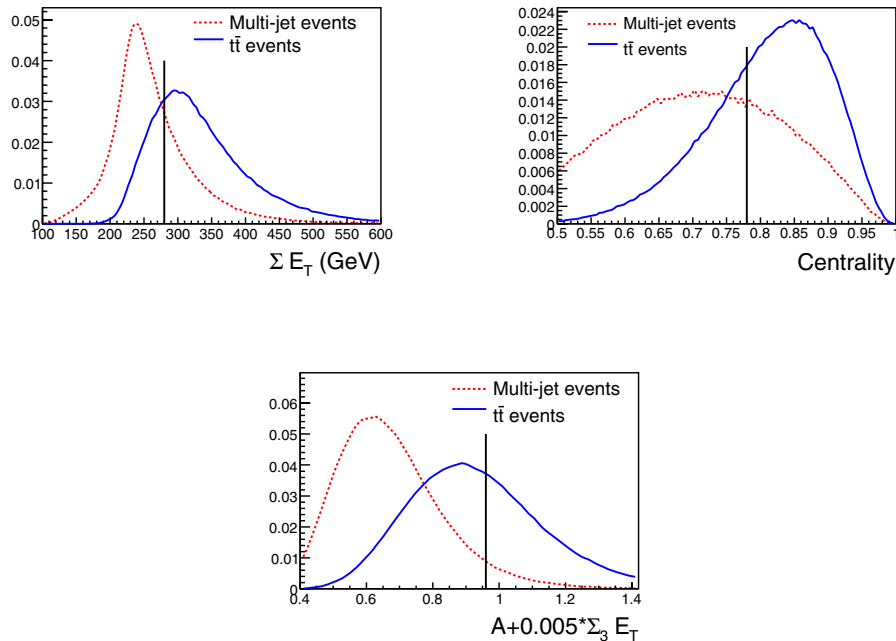 0.05
0.04
0.03
0.02
0.01
0
100 150 200 250 300 350 400 450 500 550 600
Multi-jet events
tt̄ events
Σ E_T (GeV)
0.024
0.022
0.02
0.018
0.016
0.014
0.012
0.01
0.008
0.006
0.004
0.002
0
0.5 0.55 0.6 0.65 0.7 0.75 0.8 0.85 0.9 0.95 1
Multi-jet events
tt̄ events
Centrality
0.06
0.05
0.04
0.03
0.02
0.01
0
0.4 0.6 0.8 1 1.2 1.4
Multi-jet events
tt̄ events
A+0.005*Σ₃ E_T